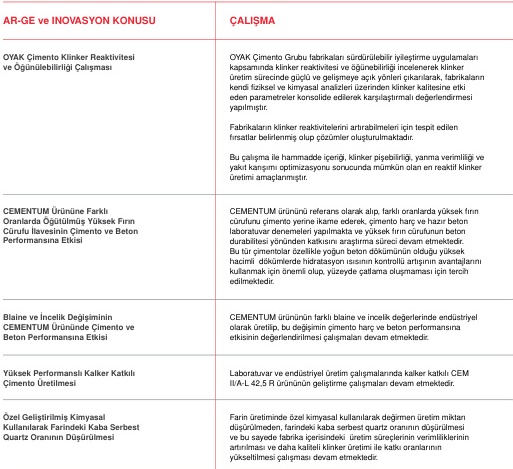 AR-GE ve INOVASYON KONUSU
ÇALIŞMA
OYAK Çimento Klinker Reaktivitesi
ve Öğünülebilirliği Çalışması
OYAK Çimento Grubu fabrikaları sürdürülebilir iyileştirme uygulamaları
kapsamında klinker reaktivitesi ve öğünebilirliği incelenerek klinker
üretim sürecinde güçlü ve gelişmeye açık yönleri çıkarılarak, fabrikaların
kendi fiziksel ve kimyasal analizleri üzerinden klinker kalitesine etki
eden parametreler konsolide edilerek karşılaştırmalı değerlendirmesi
yapılmıştır.
Fabrikaların klinker reaktivitelerini artırabilmeleri için tespit edilen
fırsatlar belirlenmiş olup çözümler oluşturulmaktadır.
Bu çalışma ile hammadde içeriği, klinker pişebilirliği, yanma verimliliği ve
yakıt karışımı optimizasyonu sonucunda mümkün olan en reaktif klinker
üretimi amaçlanmıştır.
CEMENTUM Ürününe Farklı
Oranlarda Öğütülmüş Yüksek Fırın
Cürufu İlavesinin Çimento ve Beton
Performansına Etkisi
CEMENTUM ürününü referans olarak alıp, farklı oranlarda yüksek fırın
cürufunu çimento yerine ikame ederek, çimento harç ve hazır beton
laboratuvar denemeleri yapılmakta ve yüksek fırın cürufunun beton
durabilitesi yönünden katkısını araştırma süreci devam etmektedir.
Bu tür çimentolar özellikle yoğun beton dökümünün olduğu yüksek
hacimli dökümlerde hidratasyon ısısının kontrollü artışının avantajlarını
kullanmak için önemli olup, yüzeyde çatlama oluşmaması için tercih
edilmektedir.
Blaine ve İncelik Değişiminin
CEMENTUM Ürününde Çimento ve
Beton Performansına Etkisi
CEMENTUM ürününün farklı blaine ve incelik değerlerinde endüstriyel
olarak üretilip, bu değişimin çimento harç ve beton performansına
etkisinin değerlendirilmesi çalışmaları devam etmektedir.
Yüksek Performanslı Kalker Katkılı
Çimento Üretilmesi
Laboratuvar ve endüstriyel üretim çalışmalarında kalker katkılı CEM
II/A-L 42,5 R ürününün geliştirme çalışmaları devam etmektedir.
Özel Geliştirilmiş Kimyasal
Kullanılarak Farindeki Kaba Serbest
Quartz Oranının Düşürülmesi
Farin üretiminde özel kimyasal kullanılarak değirmen üretim miktarı
düşürülmeden, farindeki kaba serbest quartz oranının düşürülmesi
ve bu sayede fabrika içerisindeki üretim süreçlerinin verimliliklerinin
artırılması ve daha kaliteli klinker üretimi ile katkı oranlarının
yükseltilmesi çalışması devam etmektedir.